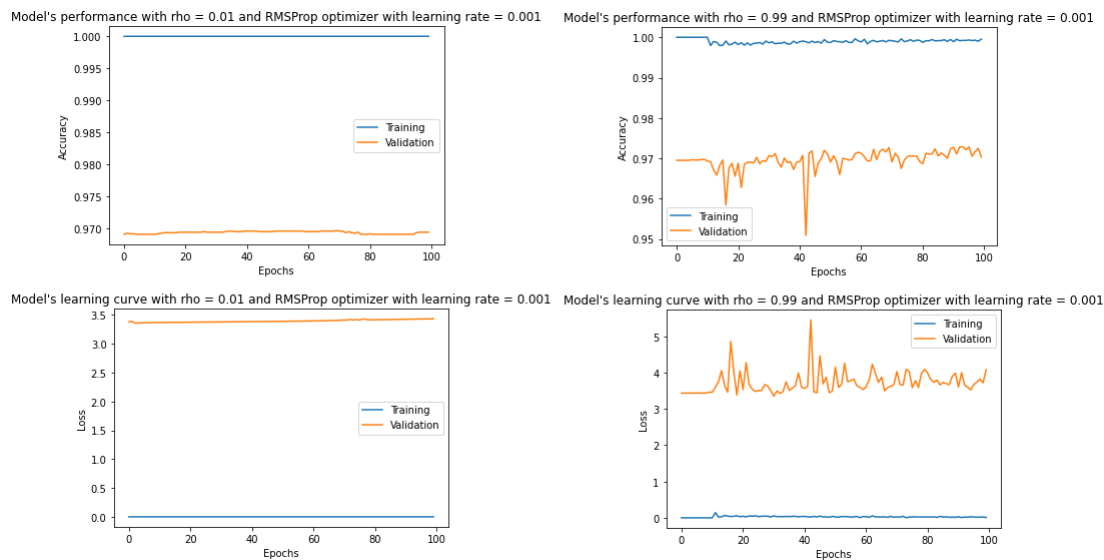 Model's performance with rho = 0.01 and RMSProp optimizer with learning rate = 0.001
1.000
0.995
0.990
0.985
0.980
0.975
0.970
Accuracy
Training
Validation
0
20
40
60
80
100
Epochs
Model's performance with rho = 0.99 and RMSProp optimizer with learning rate = 0.001
1.00
0.99
0.98
0.97
0.96
0.95
Accuracy
Training
Validation
0
20
40
60
80
100
Epochs
Model's learning curve with rho = 0.01 and RMSProp optimizer with learning rate = 0.001
3.5
3.0
2.5
2.0
1.5
1.0
0.5
0.0
Loss
Training
Validation
0
20
40
60
80
100
Epochs
Model's learning curve with rho = 0.99 and RMSProp optimizer with learning rate = 0.001
5
4
3
2
1
0
Loss
Training
Validation
0
20
40
60
80
100
Epochs